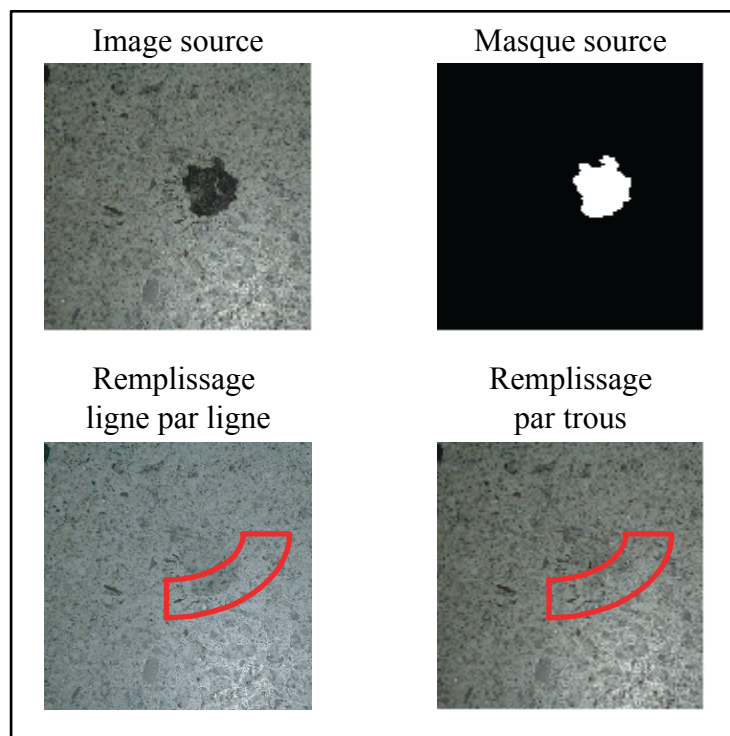 Image source
Masque source
Remplissage
ligne par ligne
Remplissage
par trous